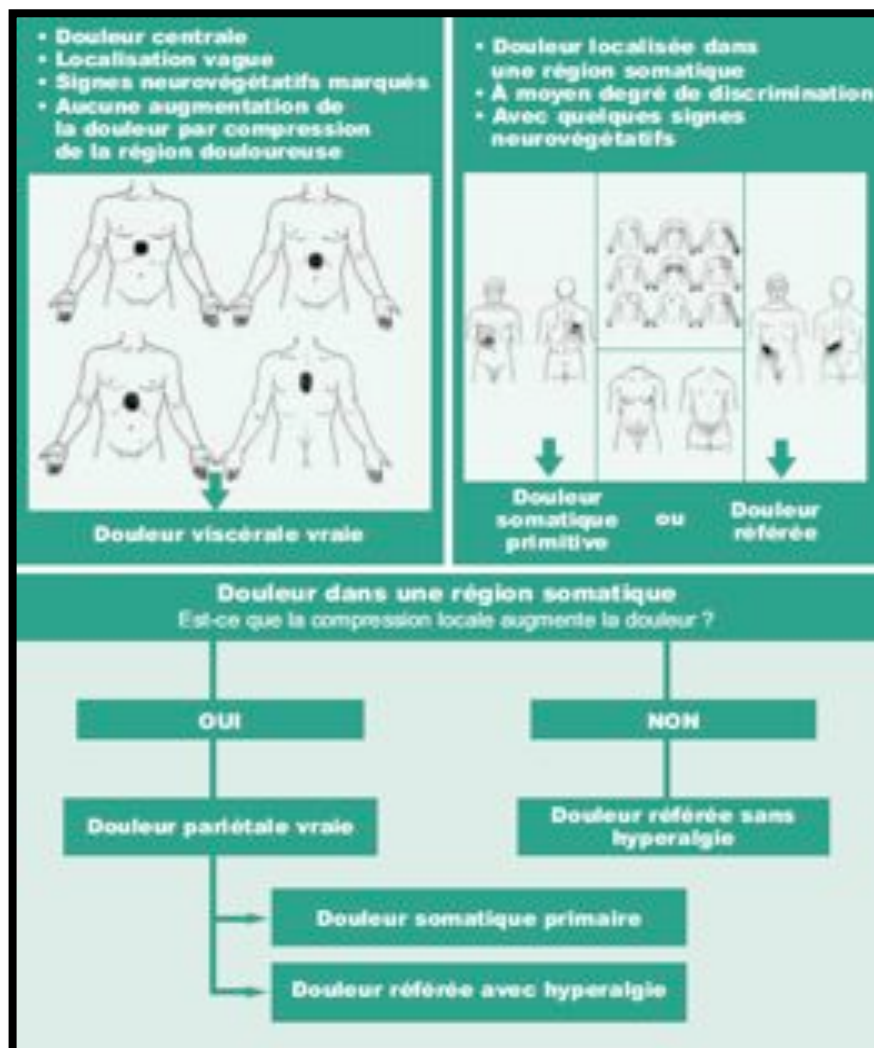 • Douleur centrale
• Localisation vague
• Signes neurovégétatifs marqués
• Aucune augmentation de
la douleur par compression
de la région douloureuse
Douleur viscérale vraie
• Douleur localisée dans
une région somatique
• À moyen degré de discrimination
• Avec quelques signes
neurovégétatifs
Douleur
somatique
primitive
ou
Douleur
référée
Douleur dans une région somatique
Est-ce que la compression locale augmente la douleur ?
OUI
NON
Douleur pariétale vraie
Douleur référée sans
hyperalgie
Douleur somatique primaire
Douleur référée avec hyperalgie